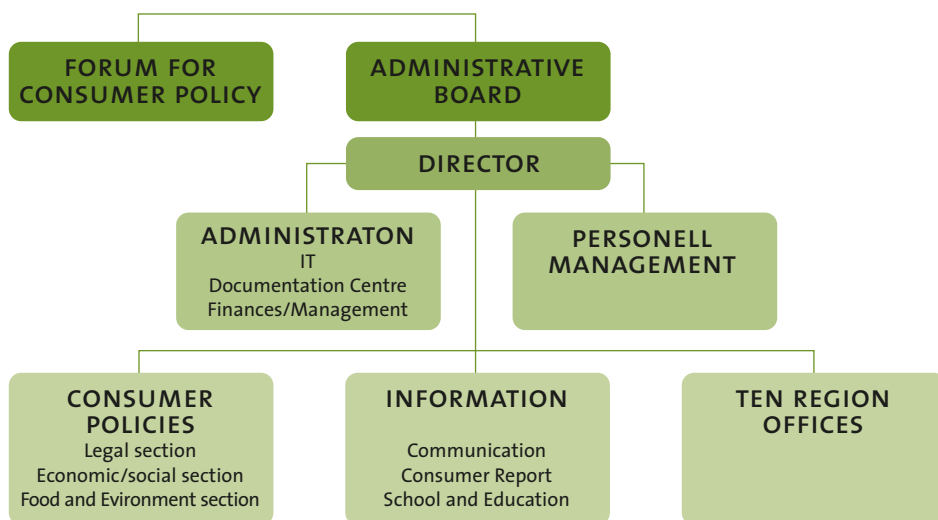 FORUM FOR
CONSUMER POLICY
ADMINISTRATIVE
BOARD
DIRECTOR
ADMINISTRATON
IT
Documentation Centre
Finances/Management
PERSONELL
MANAGEMENT
CONSUMER
POLICIES
Legal section
Economic/social section
Food and Evironment section
INFORMATION
Communication
Consumer Report
School and Education
TEN REGION
OFFICES